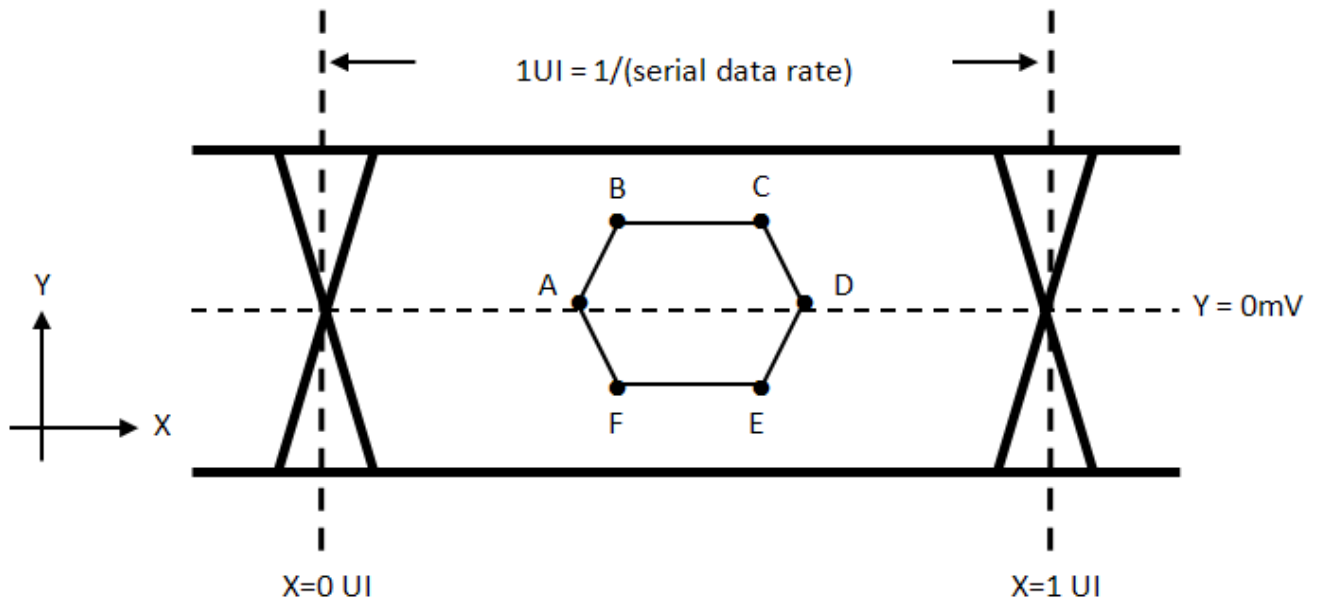 1UI = 1/(serial data rate)
B
C
A
D
Y
Y = 0mV
X
F
E
X=0 UI
X=1 UI